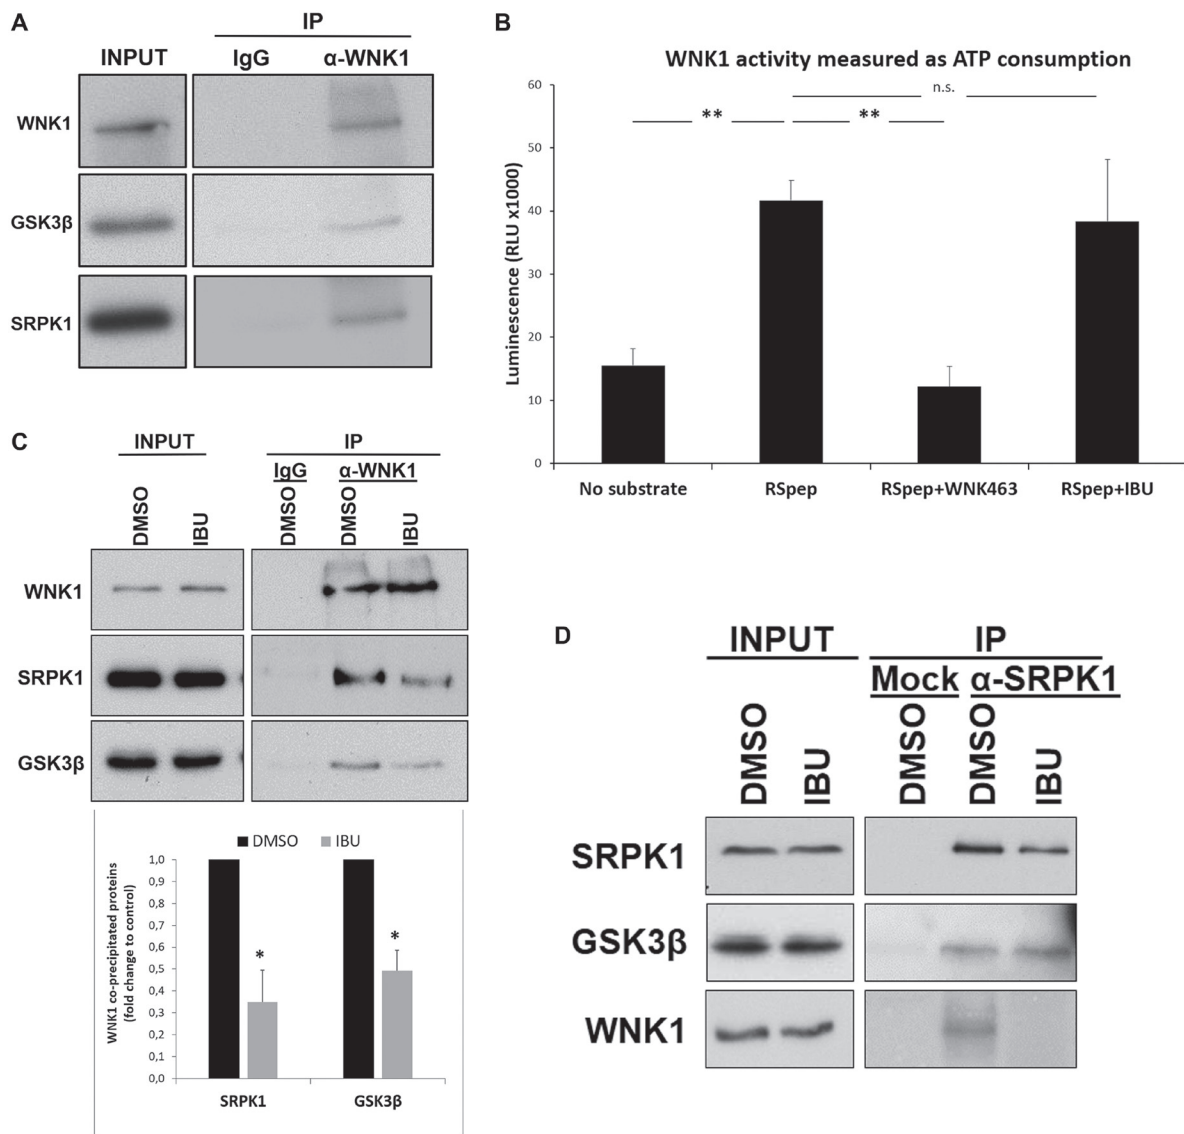 A
IP
INPUT
IgG α-WNK1
WNK1
GSK3β
SRPK1
B
WNK1 activity measured as ATP consumption
Luminescence (RLU x1000)
60
50
40
30
20
10
0
**
**
n.s.
No substrate RSpep RSpep+WNK463 RSpep+IBU
C
INPUT IP
IgG α-WNK1
DMSO IBU DMSO DMSO IBU
WNK1
SRPK1
GSK3β
DMSO IBU
WNK1 co-precipitated proteins
(fold change to control)
1,0
0,9
0,8
0,7
0,6
0,5
0,4
0,3
0,2
0,1
0,0
*
*
SRPK1 GSK3β
D
INPUT IP
Mock α-SRPK1
DMSO IBU DMSO DMSO IBU
SRPK1
GSK3β
WNK1